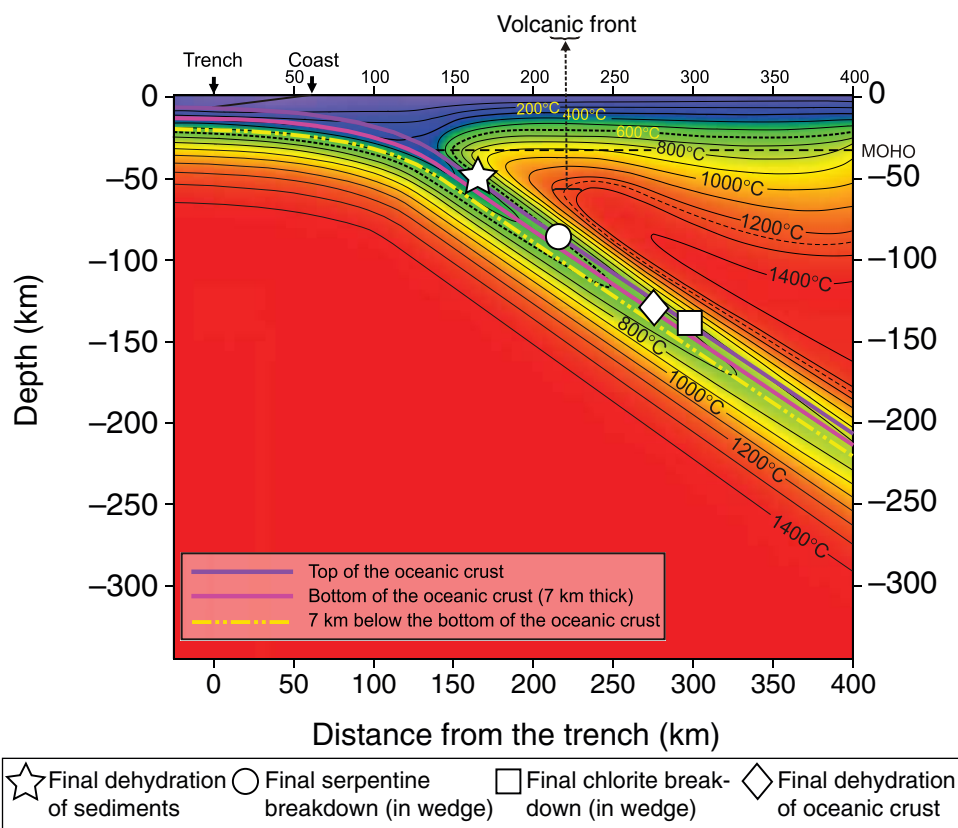 Volcanic front
Trench
Coast
50
100
150
200
250
300
350
400
0
−50
−100
−150
−200
−250
−300
Depth (km)
200°C
400°C
600°C
800°C
1000°C
1200°C
1400°C
800°C
1000°C
1200°C
1400°C
0
MOHO
−50
−100
−150
−200
−250
−300
Top of the oceanic crust
Bottom of the oceanic crust (7 km thick)
7 km below the bottom of the oceanic crust
0
50
100
150
200
250
300
350
400
Distance from the trench (km)
Final dehydration
of sediments
Final serpentine
breakdown (in wedge)
Final chlorite break-
down (in wedge)
Final dehydration
of oceanic crust